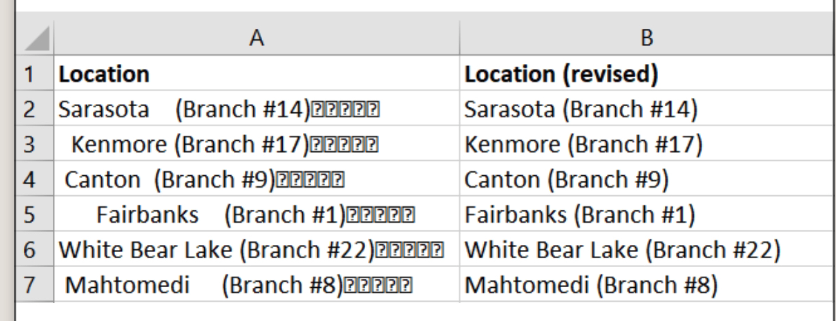 A B
1 Location Location (revised)
2 Sarasota    (Branch #14)⍰⍰⍰⍰⍰ Sarasota (Branch #14)
3   Kenmore (Branch #17)⍰⍰⍰⍰⍰ Kenmore (Branch #17)
4  Canton  (Branch #9)⍰⍰⍰⍰⍰ Canton (Branch #9)
5      Fairbanks    (Branch #1)⍰⍰⍰⍰⍰ Fairbanks (Branch #1)
6 White Bear Lake (Branch #22)⍰⍰⍰⍰⍰ White Bear Lake (Branch #22)
7  Mahtomedi     (Branch #8)⍰⍰⍰⍰⍰ Mahtomedi (Branch #8)